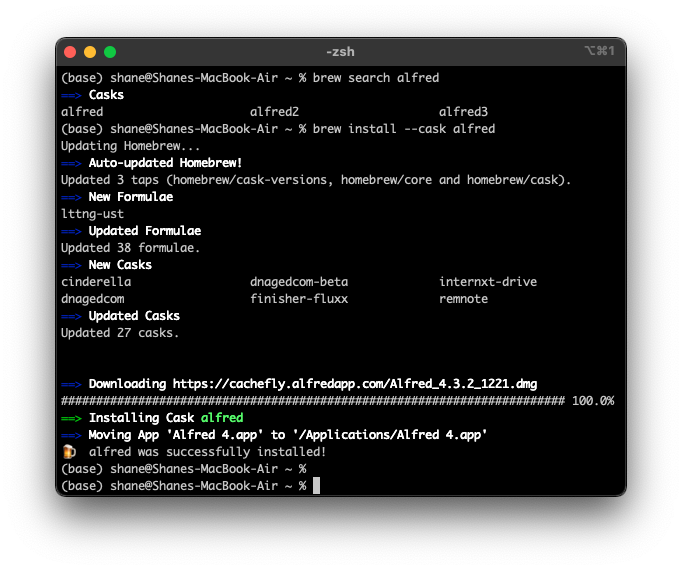 -zsh
⌥⌘1
(base) shane@Shanes-MacBook-Air ~ % brew search alfred
==> Casks
alfred alfred2 alfred3
(base) shane@Shanes-MacBook-Air ~ % brew install --cask alfred
Updating Homebrew...
==> Auto-updated Homebrew!
Updated 3 taps (homebrew/cask-versions, homebrew/core and homebrew/cask).
==> New Formulae
lttng-ust
==> Updated Formulae
Updated 38 formulae.
==> New Casks
cinderella dnagedcom-beta internxt-drive
dnagedcom finisher-fluxx remnote
==> Updated Casks
Updated 27 casks.
==> Downloading https://cachefly.alfredapp.com/Alfred_4.3.2_1221.dmg
######################################################################## 100.0%
==> Installing Cask alfred
==> Moving App 'Alfred 4.app' to '/Applications/Alfred 4.app'
🍺 alfred was successfully installed!
(base) shane@Shanes-MacBook-Air ~ %
(base) shane@Shanes-MacBook-Air ~ %